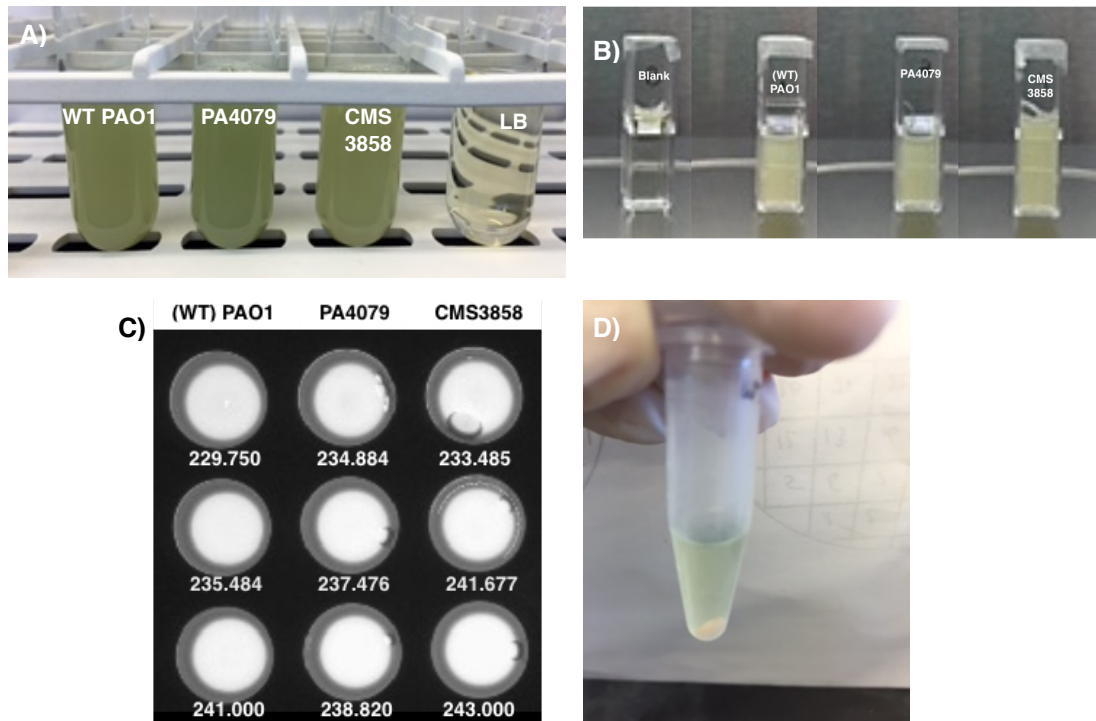 A)
WT PAO1 PA4079 CMS LB
3858
B)
Blank
(WT)
PAO1
PA4079
CMS
3858
C)
(WT) PAO1 PA4079 CMS3858
229.750 234.884 233.485
235.484 237.476 241.677
241.000 238.820 243.000
D)